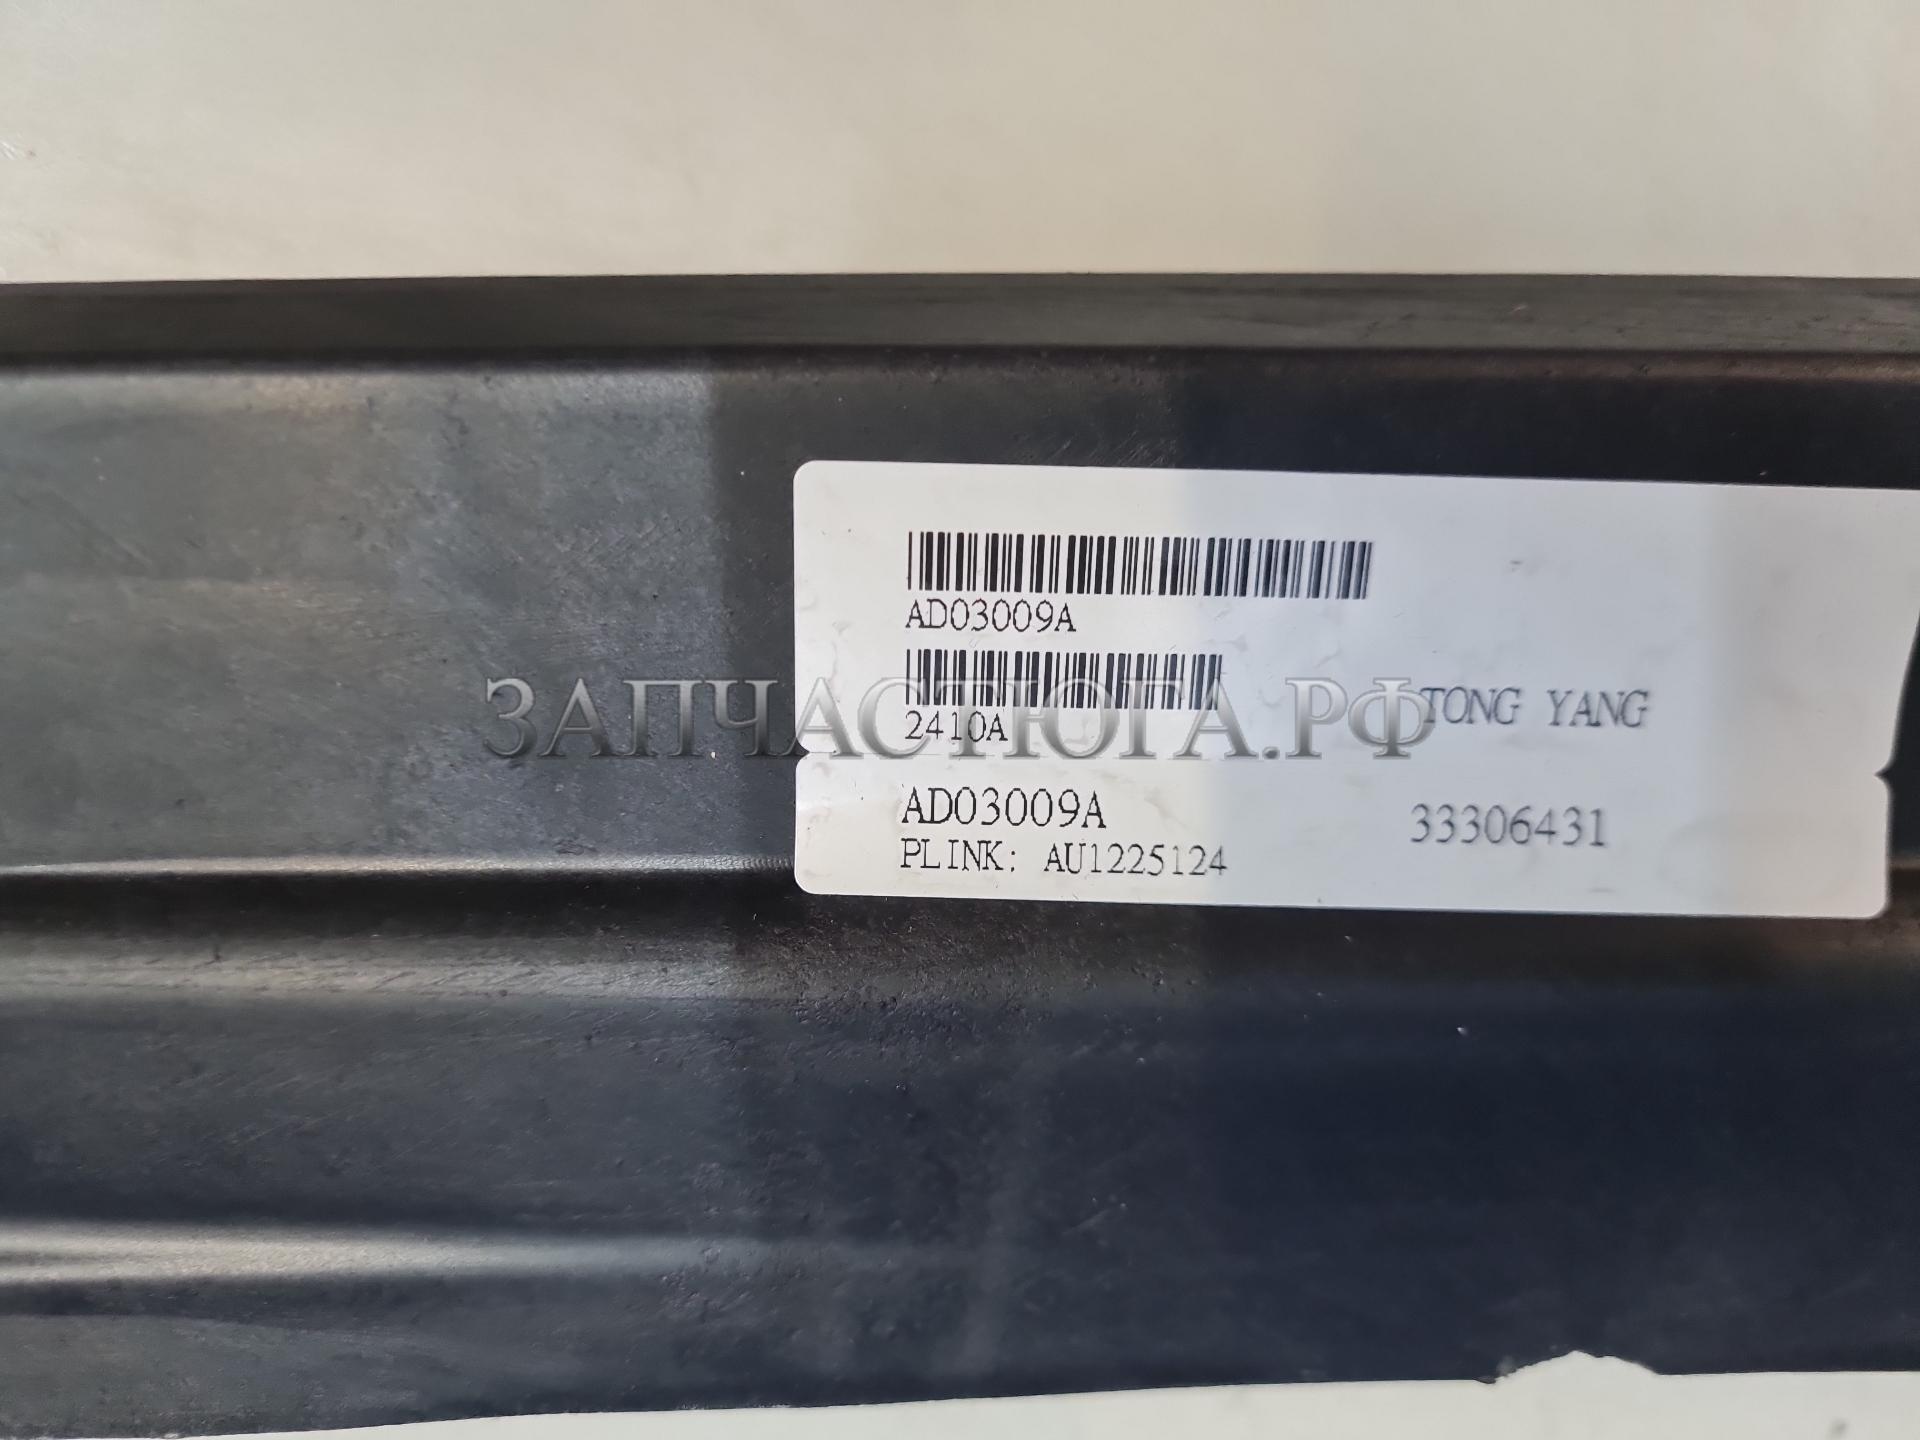 AD03009A
ЗАПЧАСТЮГА.РФ
TONG YANG
2410A
AD03009A
33306431
PLINK: AU1225124